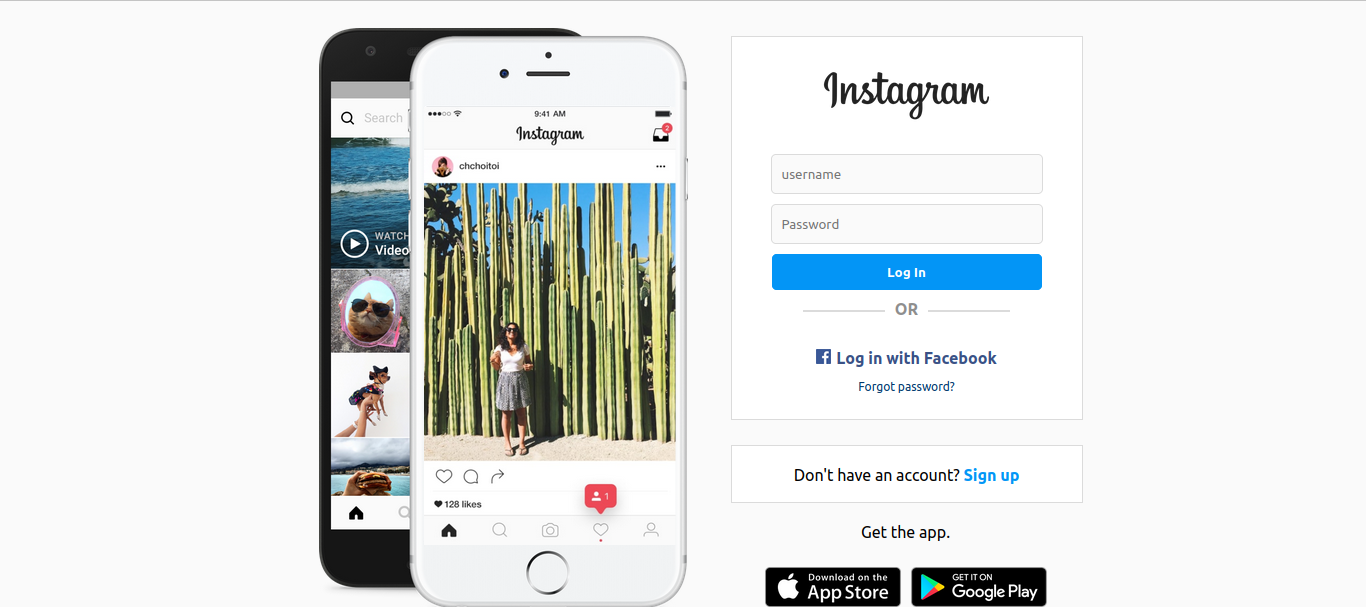 Search
WATCH
Video
9:41 AM
Instagram
2
chchoitoi
128 likes
1
Instagram
username
Password
Log In
OR
Log in with Facebook
Forgot password?
Don't have an account? Sign up
Get the app.
Download on the
App Store
GET IT ON
Google Play